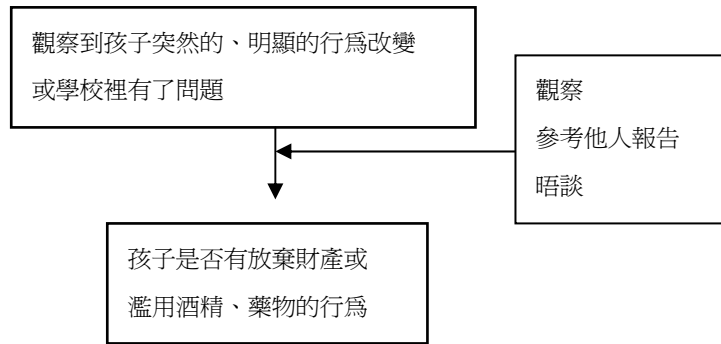 觀察到孩子突然的、明顯的行爲改變
或學校裡有了問題
觀察
參考他人報告
晤談
孩子是否有放棄財產或
濫用酒精、藥物的行爲